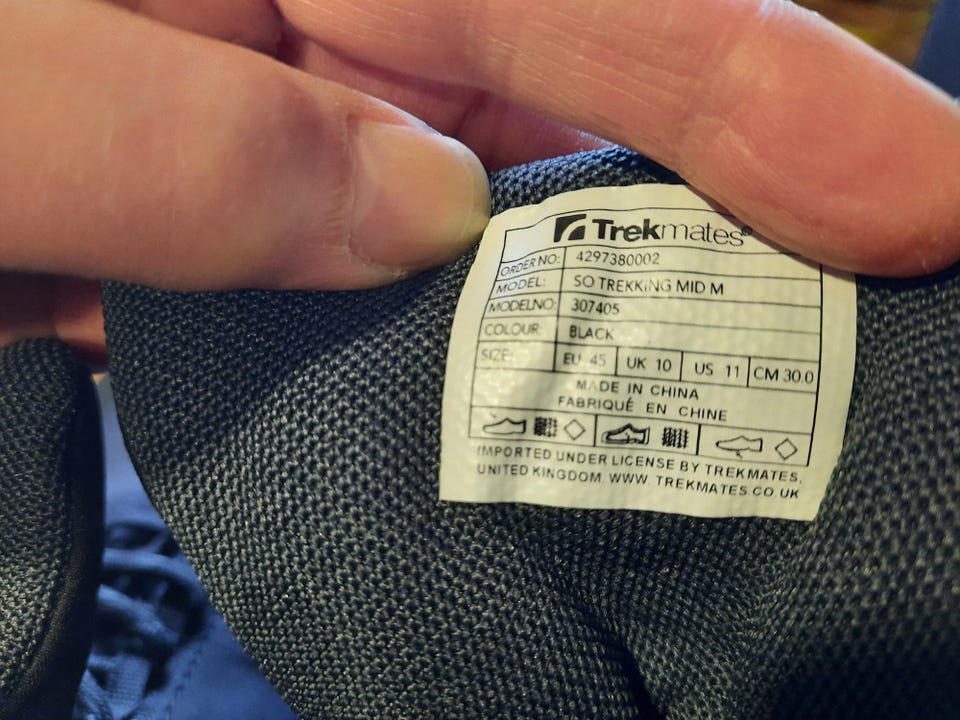 Trekmates®
ORDER NO: 4297380002
MODEL: SO TREKKING MID M
MODELNO: 307405
COLOUR: BLACK
SIZE: EU 45 UK 10 US 11 CM 30.0
MADE IN CHINA
FABRIQUÉ EN CHINE
IMPORTED UNDER LICENSE BY TREKMATES,
UNITED KINGDOM. WWW. TREKMATES.CO.UK